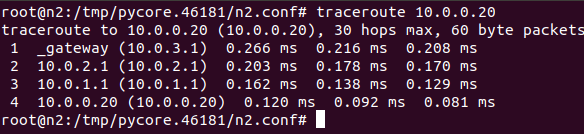 root@n2:/tmp/pycore.46181/n2.conf# traceroute 10.0.0.20
traceroute to 10.0.0.20 (10.0.0.20), 30 hops max, 60 byte packets
 1  _gateway (10.0.3.1)  0.266 ms  0.216 ms  0.208 ms
 2  10.0.2.1 (10.0.2.1)  0.203 ms  0.178 ms  0.170 ms
 3  10.0.1.1 (10.0.1.1)  0.162 ms  0.138 ms  0.129 ms
 4  10.0.0.20 (10.0.0.20)  0.120 ms  0.092 ms  0.081 ms
root@n2:/tmp/pycore.46181/n2.conf#